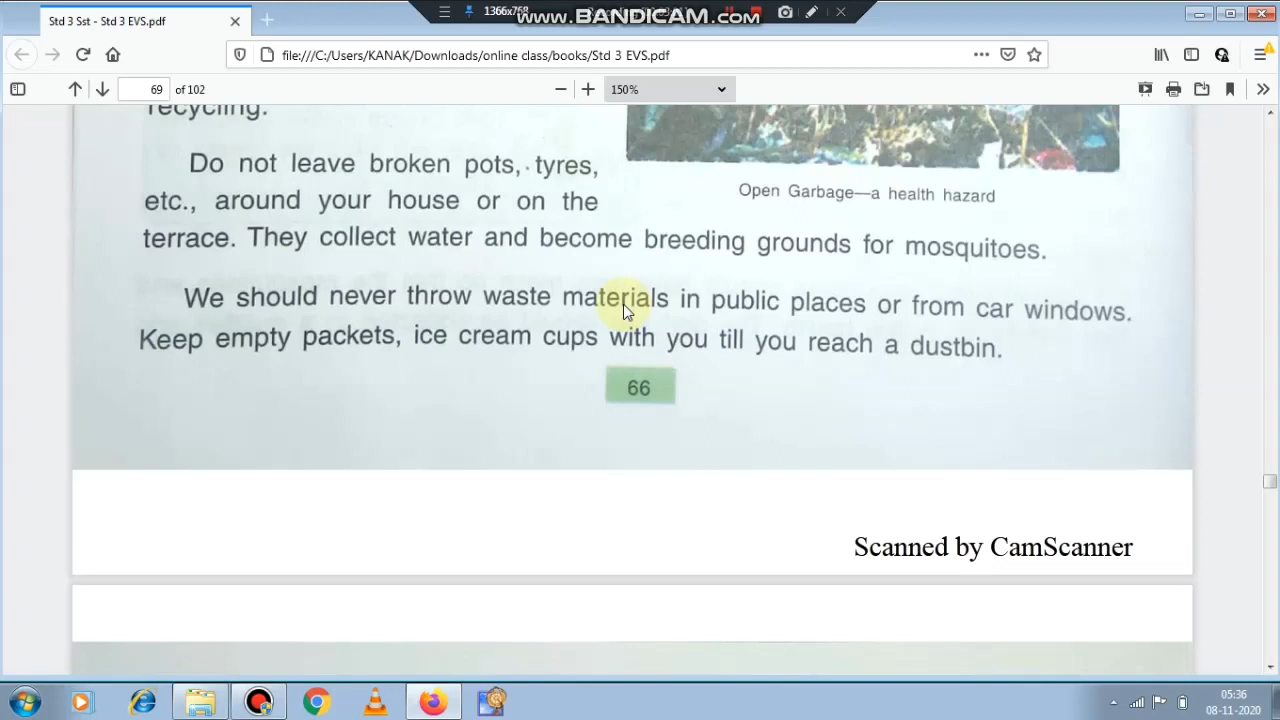 Std 3 Sst - Std 3 EVS.pdf
1366x768
www.BANDICAM.com
file:///C:/Users/KANAK/Downloads/online class/books/Std 3 EVS.pdf
69 of 102
150%
recycling.
Do not leave broken pots, tyres,
etc., around your house or on the
terrace. They collect water and become breeding grounds for mosquitoes.
Open Garbage—a health hazard
We should never throw waste materials in public places or from car windows.
Keep empty packets, ice cream cups with you till you reach a dustbin.
66
Scanned by CamScanner
05:36
08-11-2020